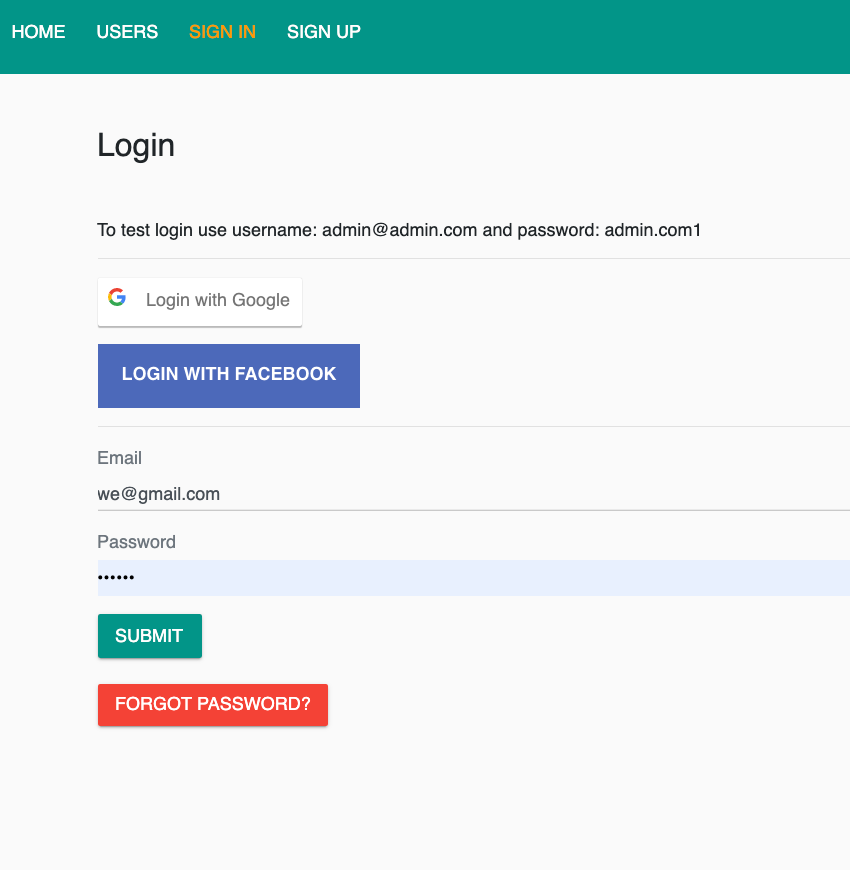 HOME USERS SIGN IN SIGN UP
Login
To test login use username: admin@admin.com and password: admin.com1
Login with Google
LOGIN WITH FACEBOOK
Email
we@gmail.com
Password
••••••
SUBMIT
FORGOT PASSWORD?